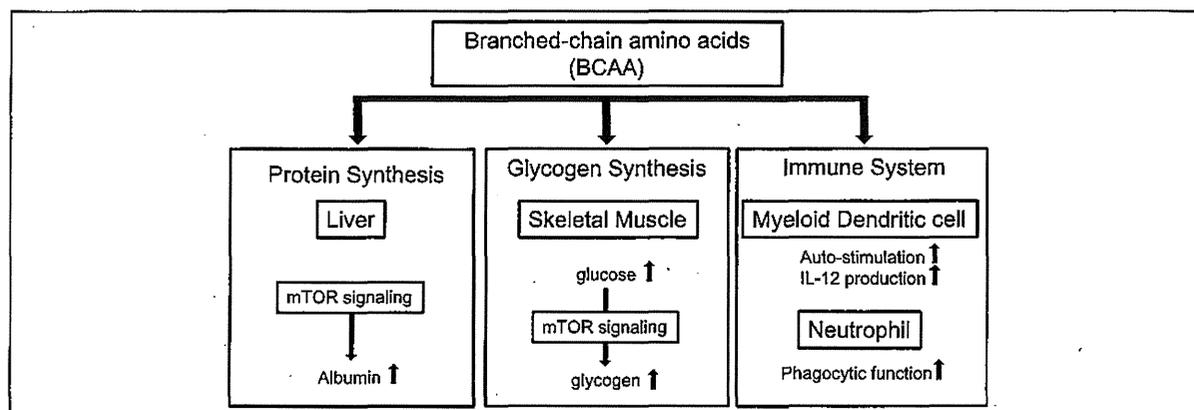 Branched-chain amino acids
(BCAA)
Protein Synthesis
Liver
mTOR signaling
Albumin ⬆
Glycogen Synthesis
Skeletal Muscle
glucose ⬆
mTOR signaling
glycogen ⬆
Immune System
Myeloid Dendritic cell
Auto-stimulation ⬆
IL-12 production ⬆
Neutrophil
Phagocytic function ⬆